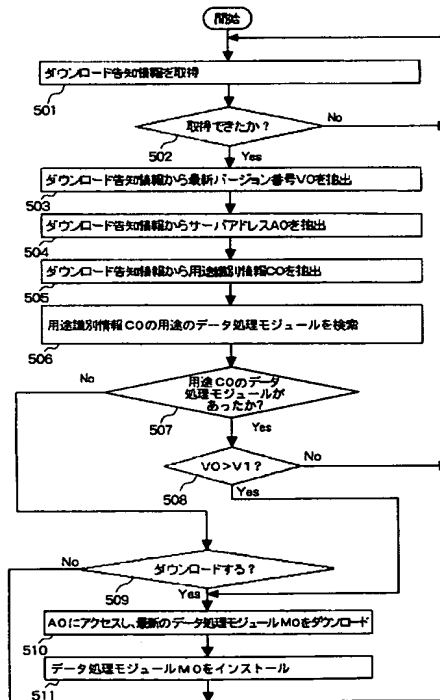 開始
ダウンロード告知情報を取得
501
取得できたか？
No
502
Yes
ダウンロード告知情報から最新バージョン番号V0を抽出
503
ダウンロード告知情報からサーバアドレスA0を抽出
504
ダウンロード告知情報から用途識別情報C0を抽出
505
用途識別情報C0の用途のデータ処理モジュールを検索
506
No
用途C0のデータ
処理モジュールが
あったか?
507
Yes
V0>V1?
No
508
Yes
No
ダウンロードする？
509
Yes
A0にアクセスし、最新のデータ処理モジュールM0をダウンロード
510
データ処理モジュールM0をインストール
511